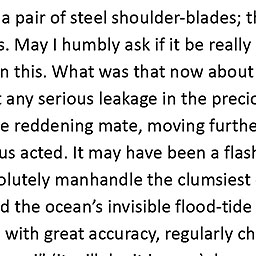 a pair of steel shoulder-blades; th
s. May I humbly ask if it be really
n this. What was that now about
t any serious leakage in the precio
e reddening mate, moving furthe
us acted. It may have been a flash
olutely manhandle the clumsiest
d the ocean’s invisible flood-tide
with great accuracy, regularly ch